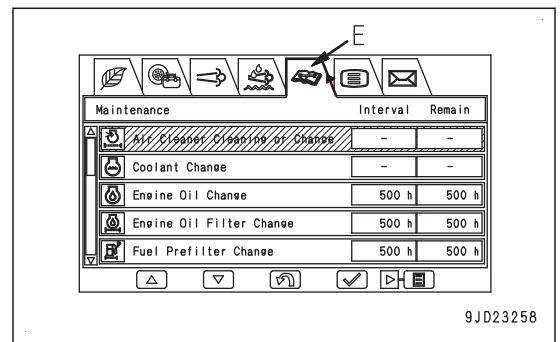 E
Maintenance Interval Remain
Air Cleaner Cleaning or Change - -
Coolant Change - -
Engine Oil Change 500 h 500 h
Engine Oil Filter Change 500 h 500 h
Fuel Prefilter Change 500 h 500 h
9JD23258